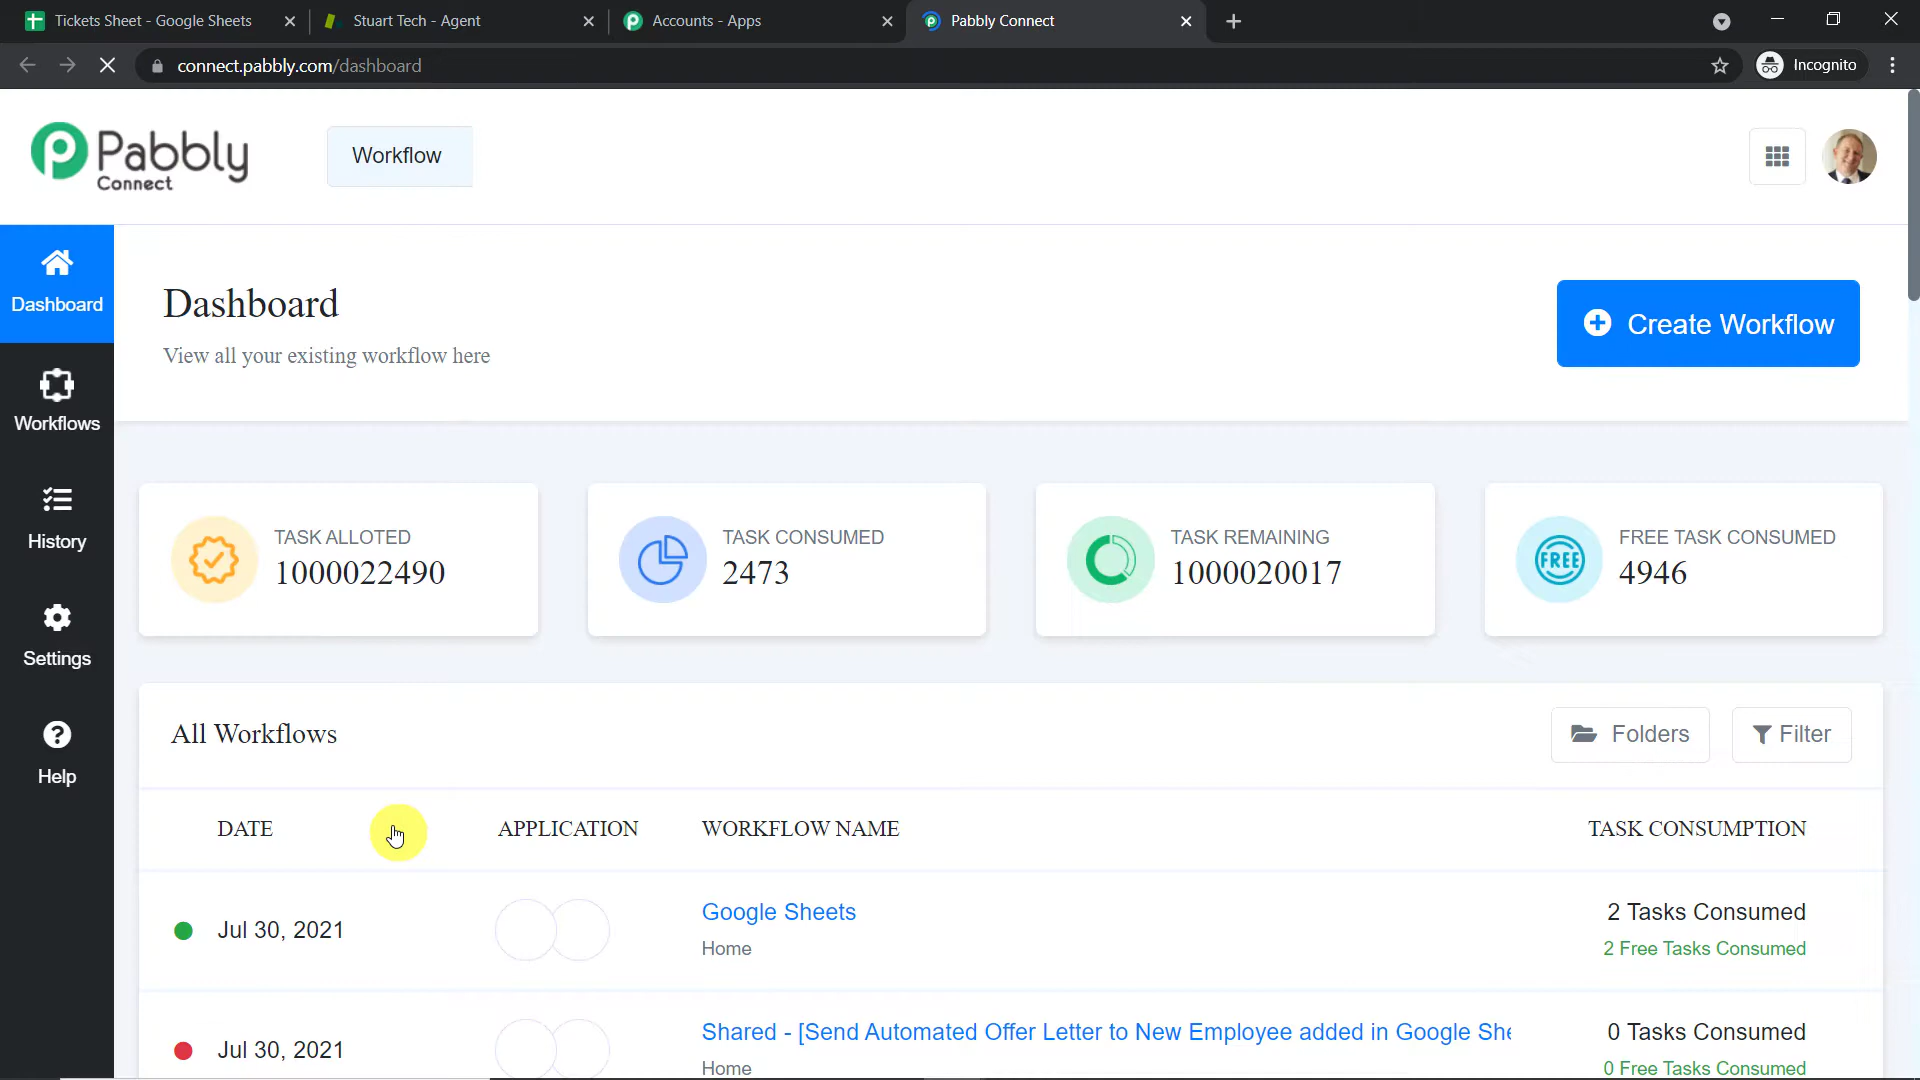 Tickets Sheet - Google Sheets
Stuart Tech - Agent
Accounts - Apps
Pabbly Connect
connect.pabbly.com/dashboard
Incognito
Pabbly
Connect
Workflow
Dashboard
Dashboard
View all your existing workflow here
Create Workflow
Workflows
History
Settings
Help
TASK ALLOTED
1000022490
TASK CONSUMED
2473
TASK REMAINING
1000020017
FREE
FREE TASK CONSUMED
4946
All Workflows
Folders
Filter
DATE
APPLICATION
WORKFLOW NAME
TASK CONSUMPTION
Jul 30, 2021
Google Sheets
Home
2 Tasks Consumed
2 Free Tasks Consumed
Jul 30, 2021
Shared - [Send Automated Offer Letter to New Employee added in Google She
Home
0 Tasks Consumed
0 Free Tasks Consumed